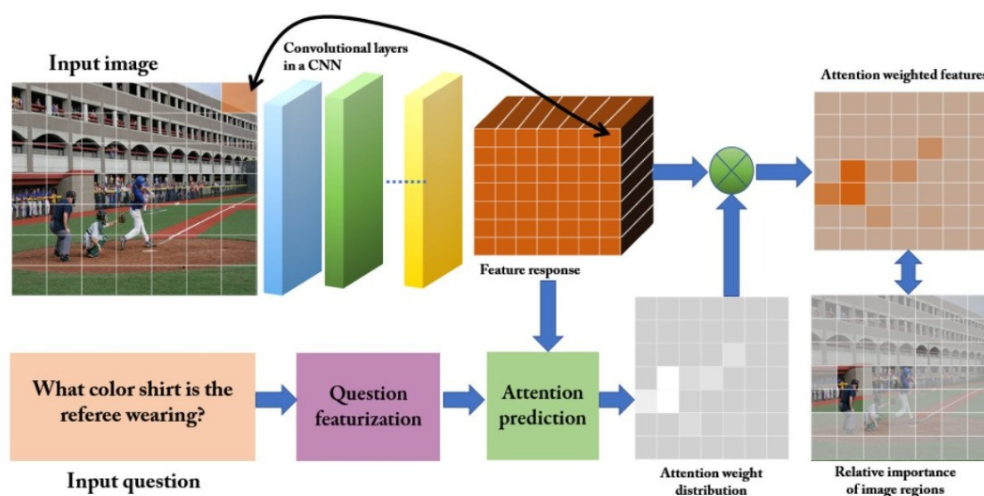 Input image
Convolutional layers
in a CNN
Attention weighted features
Feature response
What color shirt is the
referee wearing?
Question
featurization
Attention
prediction
Input question
Attention weight
distribution
Relative importance
of image regions